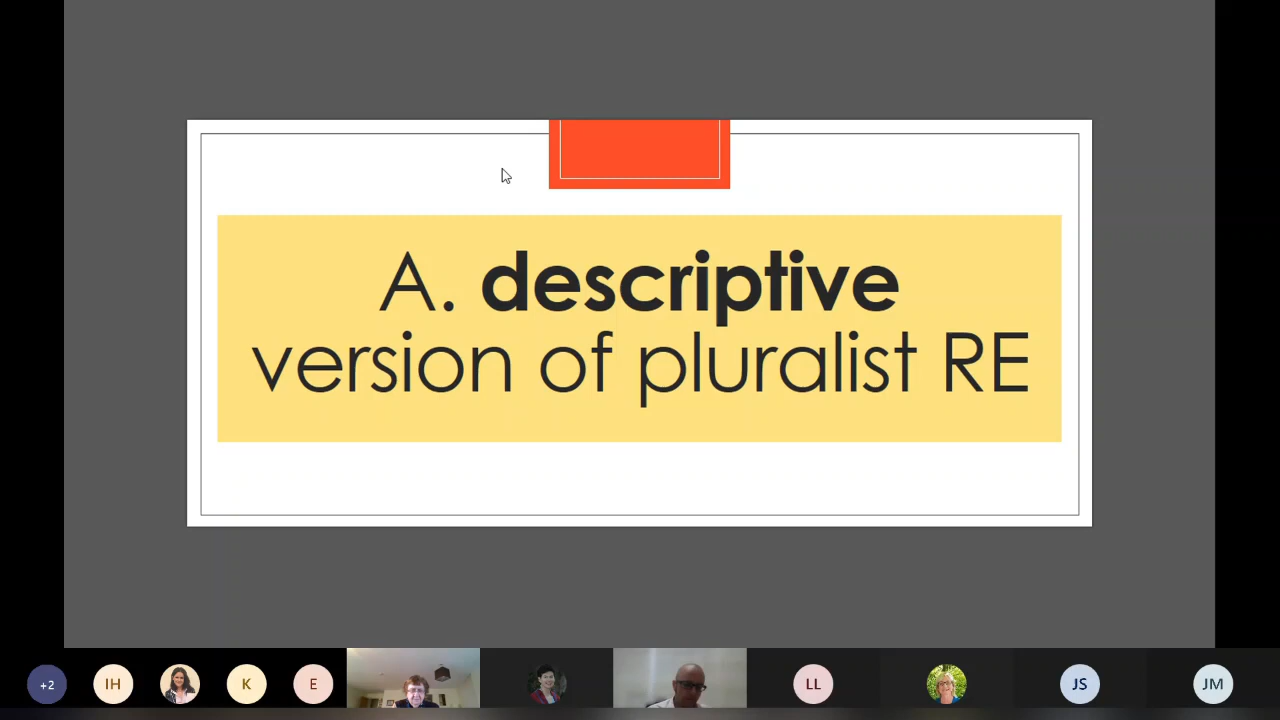 A. descriptive
version of pluralist RE
+2
IH
K
E
LL
JS
JM